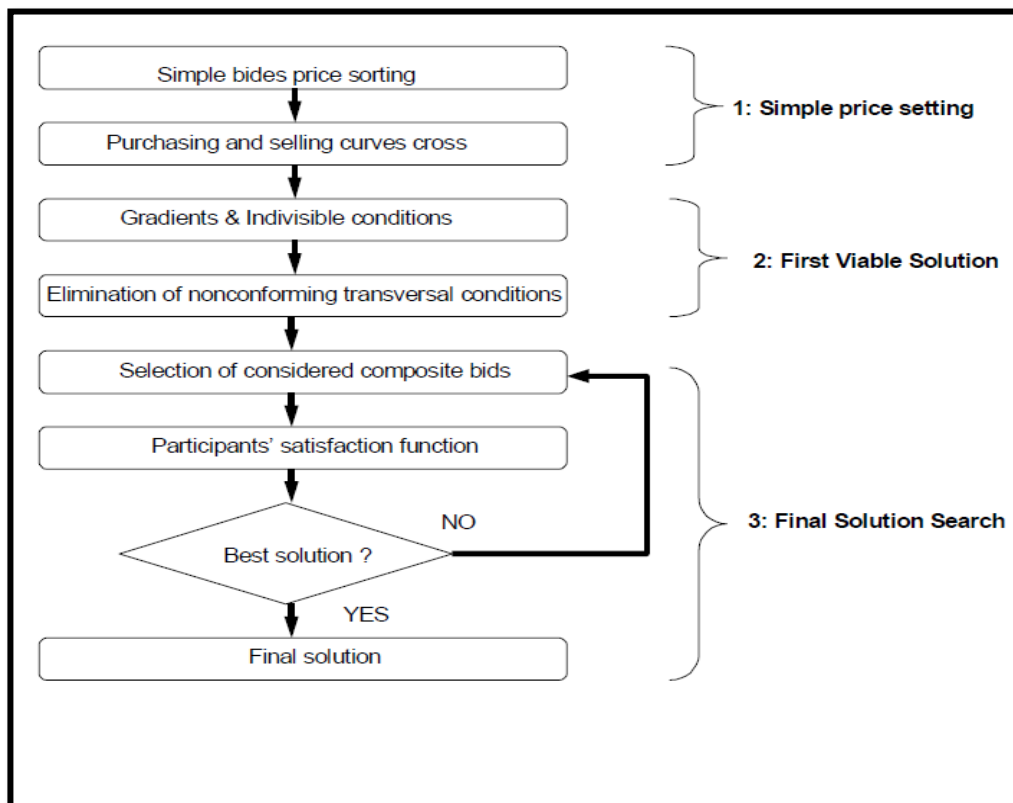 Simple bides price sorting
1: Simple price setting
Purchasing and selling curves cross
Gradients & Indivisible conditions
2: First Viable Solution
Elimination of nonconforming transversal conditions
Selection of considered composite bids
Participants' satisfaction function
NO
3: Final Solution Search
Best solution ?
YES
Final solution